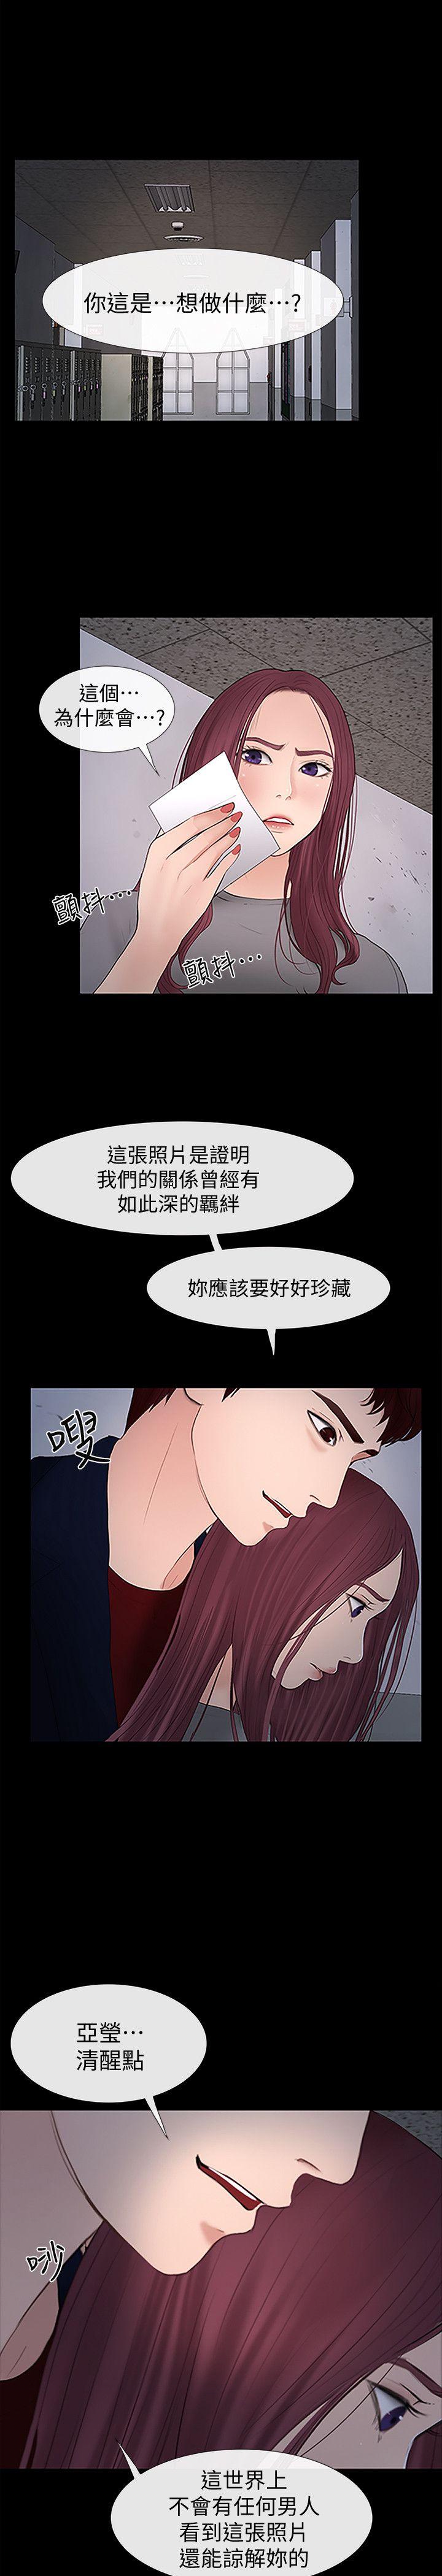 你這是…想做什麼…?
這個…
為什麼會…?
顫抖…
顫抖…
這張照片是證明
我們的關係曾經有
如此深的羈絆
妳應該要好好珍藏
嗖
亞瑩…
清醒點
唦
這世界上
不會有任何男人
看到這張照片
還能諒解妳的